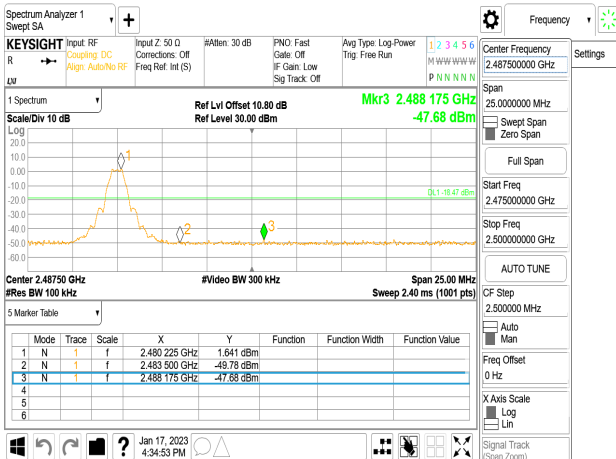 Spectrum Analyzer 1
Swept SA
Frequency
KEYSIGHT
R
LXI
Input: RF
Coupling: DC
Align: Auto/No RF
Input Z: 50 Ω
Corrections: Off
Freq Ref: Int (S)
#Atten: 30 dB
PNO: Fast
Gate: Off
IF Gain: Low
Sig Track: Off
Avg Type: Log-Power
Trig: Free Run
1 2 3 4 5 6
M W W W W W
P N N N N N
1 Spectrum
Scale/Div 10 dB
Ref Lvl Offset 10.80 dB
Ref Level 30.00 dBm
Mkr3 2.488 175 GHz
-47.68 dBm
Log
20.0
10.0
0.00
-10.0
-20.0
-30.0
-40.0
-50.0
-60.0
1
2
3
DL1 -18.47 dBm
Center 2.48750 GHz
#Res BW 100 kHz
#Video BW 300 kHz
Span 25.00 MHz
Sweep 2.40 ms (1001 pts)
5 Marker Table
Mode Trace Scale X Y Function Function Width Function Value
1 N 1 f 2.480 225 GHz 1.641 dBm
2 N 1 f 2.483 500 GHz -49.78 dBm
3 N 1 f 2.488 175 GHz -47.68 dBm
4
5
6
?
Jan 17, 2023
4:34:53 PM
Center Frequency
2.487500000 GHz
Settings
Span
25.0000000 MHz
Swept Span
Zero Span
Full Span
Start Freq
2.475000000 GHz
Stop Freq
2.500000000 GHz
AUTO TUNE
CF Step
2.500000 MHz
Auto
Man
Freq Offset
0 Hz
X Axis Scale
Log
Lin
Signal Track
(Span Zoom)